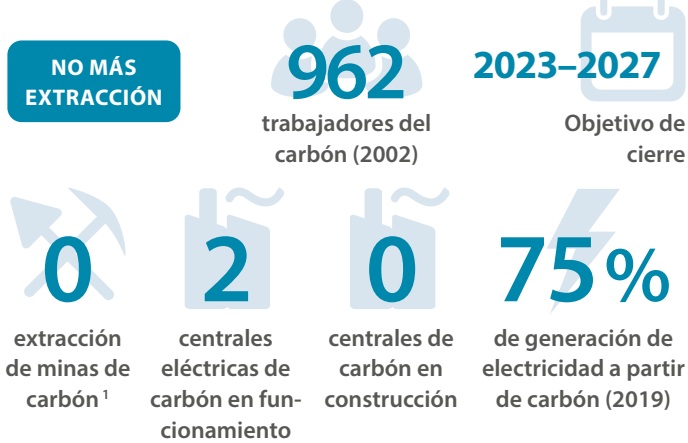 NO MÁS
EXTRACCIÓN
962
trabajadores del
carbón (2002)
2023–2027
Objetivo de
cierre
0
extracción
de minas de
carbón ¹
2
centrales
eléctricas de
carbón en fun-
cionamiento
0
centrales de
carbón en
construcción
75 %
de generación de
electricidad a partir
de carbón (2019)